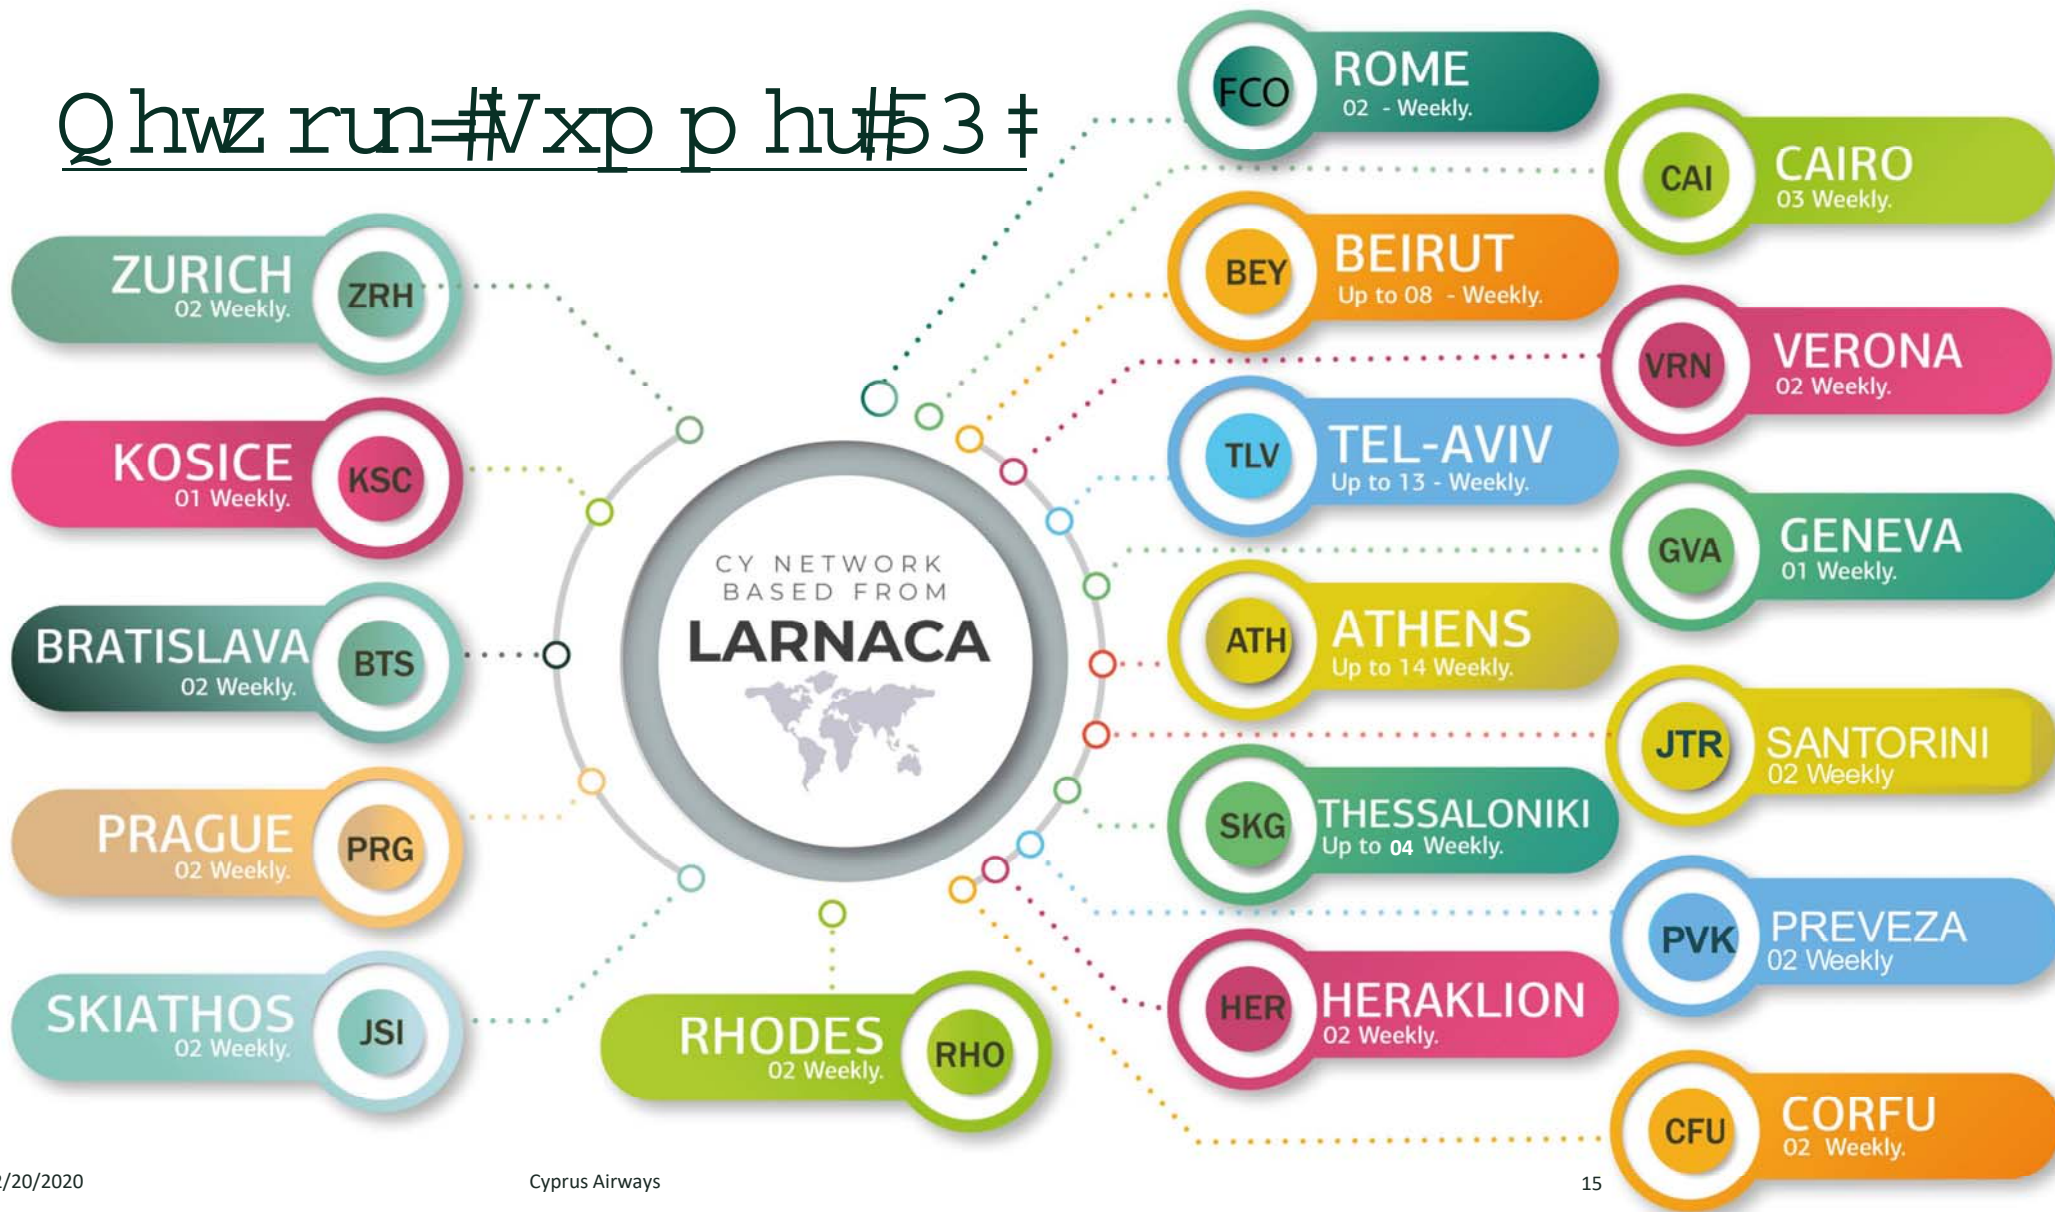 Qhwzrun=#Vxpphu#53‡
ZURICH
02 Weekly.
ZRH
KOSICE
01 Weekly.
KSC
BRATISLAVA
02 Weekly.
BTS
PRAGUE
02 Weekly.
PRG
SKIATHOS
02 Weekly.
JSI
CY NETWORK
BASED FROM
LARNACA
RHODES
02 Weekly.
RHO
FCO
ROME
02 - Weekly.
CAI
CAIRO
03 Weekly.
BEY
BEIRUT
Up to 08 - Weekly.
VRN
VERONA
02 Weekly.
TLV
TEL-AVIV
Up to 13 - Weekly.
GVA
GENEVA
01 Weekly.
ATH
ATHENS
Up to 14 Weekly.
JTR
SANTORINI
02 Weekly
SKG
THESSALONIKI
Up to 04 Weekly.
PVK
PREVEZA
02 Weekly
HER
HERAKLION
02 Weekly.
CFU
CORFU
02 Weekly.
2/20/2020
Cyprus Airways
15